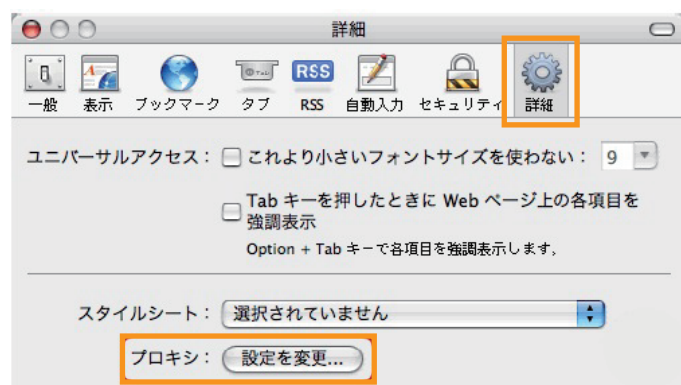 詳細
一般 表示 ブックマーク タブ RSS 自動入力 セキュリティ 詳細
RSS
ユニバーサルアクセス： これより小さいフォントサイズを使わない： 9
Tab キーを押したときに Web ページ上の各項目を
強調表示
Option + Tab キーで各項目を強調表示します。
スタイルシート： 選択されていません
プロキシ： 設定を変更...